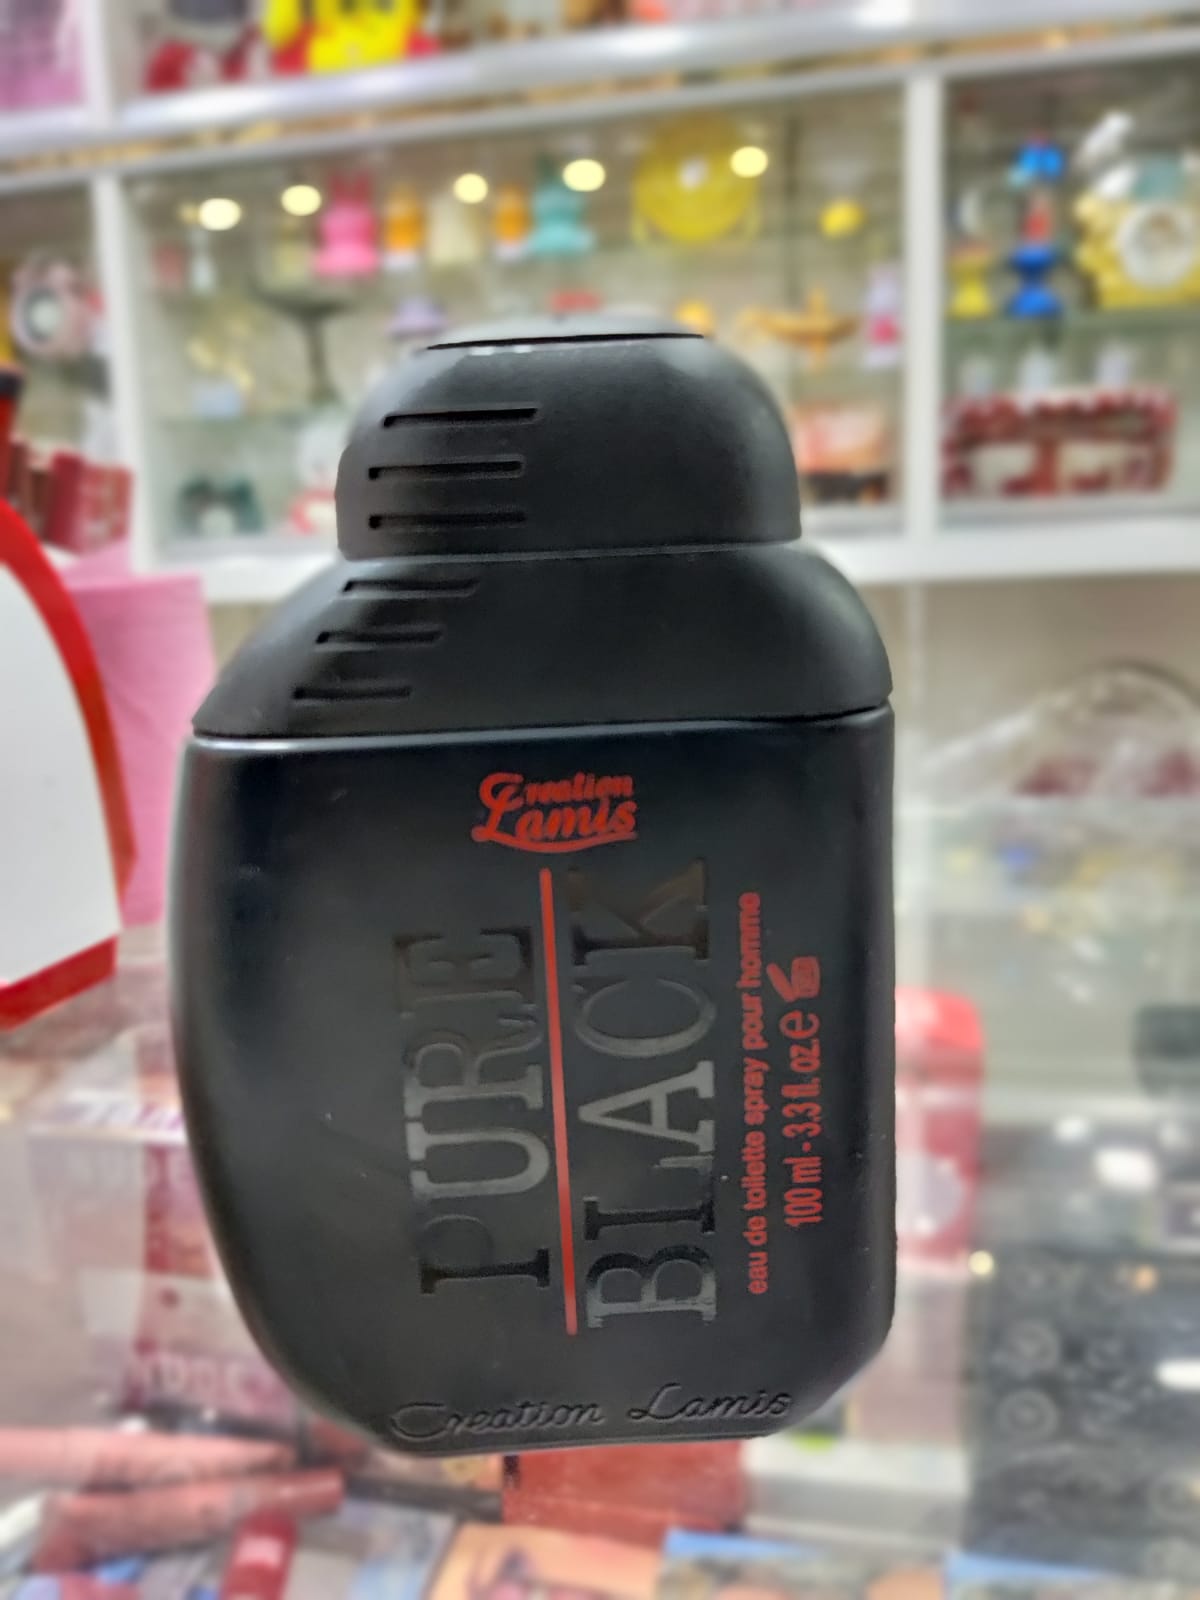 Creation
Lamis
PURE
BLACK
eau de toilette spray pour homme
100 ml - 3.3 fl. oz. e
Creation Lamis